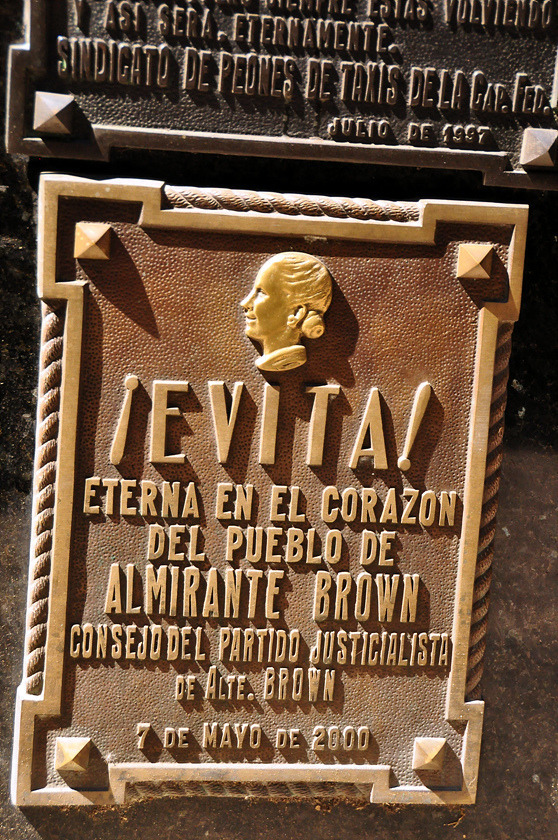 Y ASI SERA. ETERNAMENTE.
SINDICATO DE PEONES DE TAXIS DE LA CAP. FED.
JULIO DE 1997
¡EVITA!
ETERNA EN EL CORAZON
DEL PUEBLO DE
ALMIRANTE BROWN
CONSEJO DEL PARTIDO JUSTICIALISTA
DE ALTE. BROWN
7 DE MAYO DE 2000